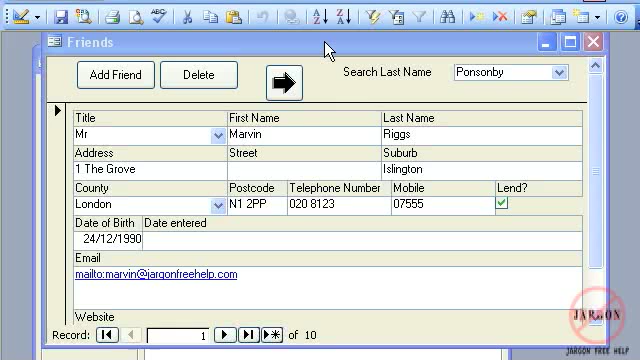 Friends
Add Friend
Delete
Search Last Name
Ponsonby
Title
First Name
Last Name
Mr
Marvin
Riggs
Address
Street
Suburb
1 The Grove
Islington
County
Postcode
Telephone Number
Mobile
Lend?
London
N1 2PP
020 8123
07555
Date of Birth
Date entered
24/12/1990
Email
mailto:marvin@jargonfreehelp.com
Website
Record:
1
of 10
JARGON
JARGON FREE HELP